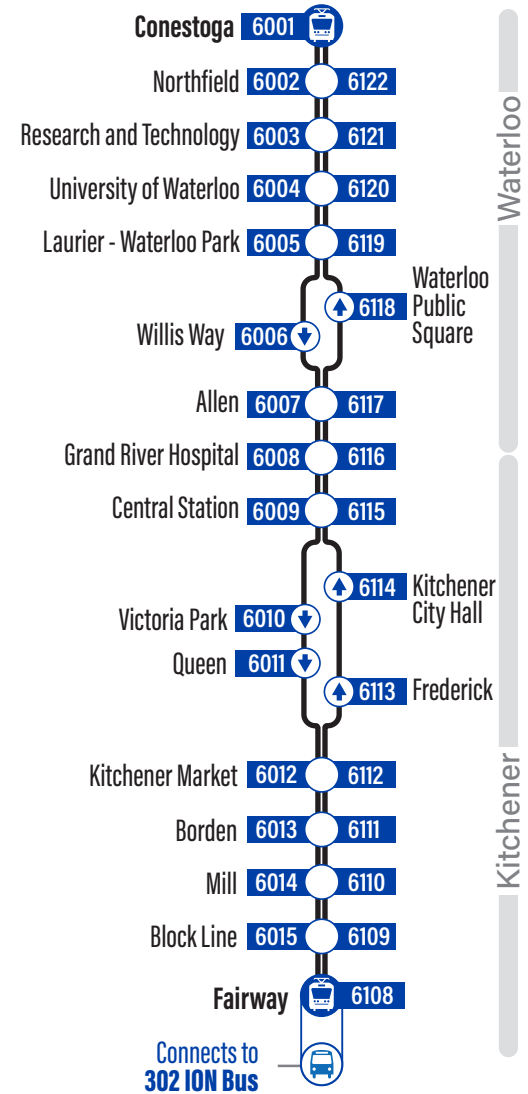 Conestoga 6001
Northfield 6002 6122
Research and Technology 6003 6121
University of Waterloo 6004 6120
Laurier - Waterloo Park 6005 6119
6118 Waterloo
Public
Square
Willis Way 6006
Allen 6007 6117
Grand River Hospital 6008 6116
Central Station 6009 6115
6114 Kitchener
City Hall
Victoria Park 6010
Queen 6011
6113 Frederick
Kitchener Market 6012 6112
Borden 6013 6111
Mill 6014 6110
Block Line 6015 6109
Fairway 6108
Connects to
302 ION Bus
Waterloo
Kitchener